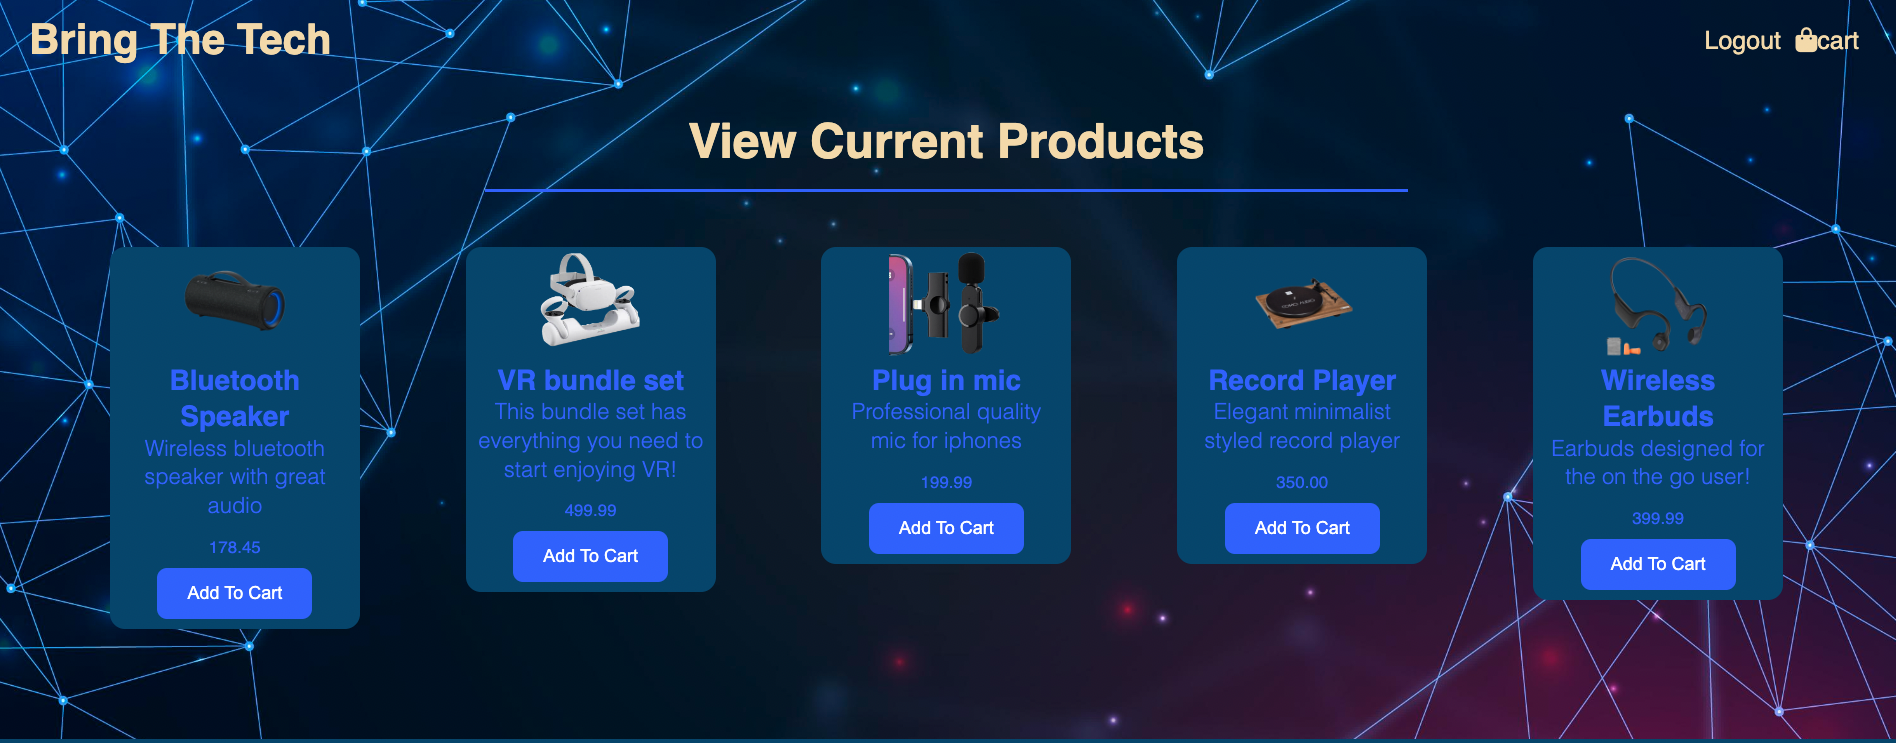 Bring The Tech
Logout cart
View Current Products
Bluetooth
Speaker
Wireless bluetooth
speaker with great
audio
178.45
Add To Cart
VR bundle set
This bundle set has
everything you need to
start enjoying VR!
499.99
Add To Cart
Plug in mic
Professional quality
mic for iphones
199.99
Add To Cart
Record Player
Elegant minimalist
styled record player
350.00
Add To Cart
Wireless
Earbuds
Earbuds designed for
the on the go user!
399.99
Add To Cart